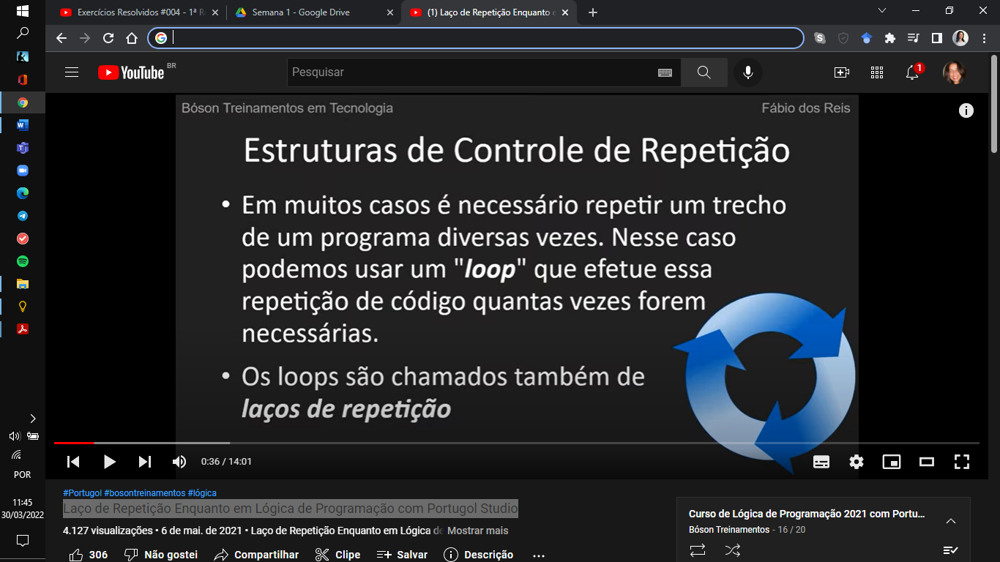 Exercícios Resolvidos #004 - 1ª R
Semana 1 - Google Drive
(1) Laço de Repetição Enquanto e
YouTube BR
Pesquisar
1
Bóson Treinamentos em Tecnologia
Fábio dos Reis
Estruturas de Controle de Repetição
• Em muitos casos é necessário repetir um trecho
de um programa diversas vezes. Nesse caso
podemos usar um "loop" que efetue essa
repetição de código quantas vezes forem
necessárias.
• Os loops são chamados também de
laços de repetição
0:36 / 14:01
POR
11:45
30/03/2022
#Portugol #bosontreinamentos #lógica
Laço de Repetição Enquanto em Lógica de Programação com Portugol Studio
4.127 visualizações • 6 de mai. de 2021 • Laço de Repetição Enquanto em Lógica de Mostrar mais
306 Não gostei Compartilhar Clipe Salvar Descrição ...
Curso de Lógica de Programação 2021 com Portu...
Bóson Treinamentos - 16 / 20